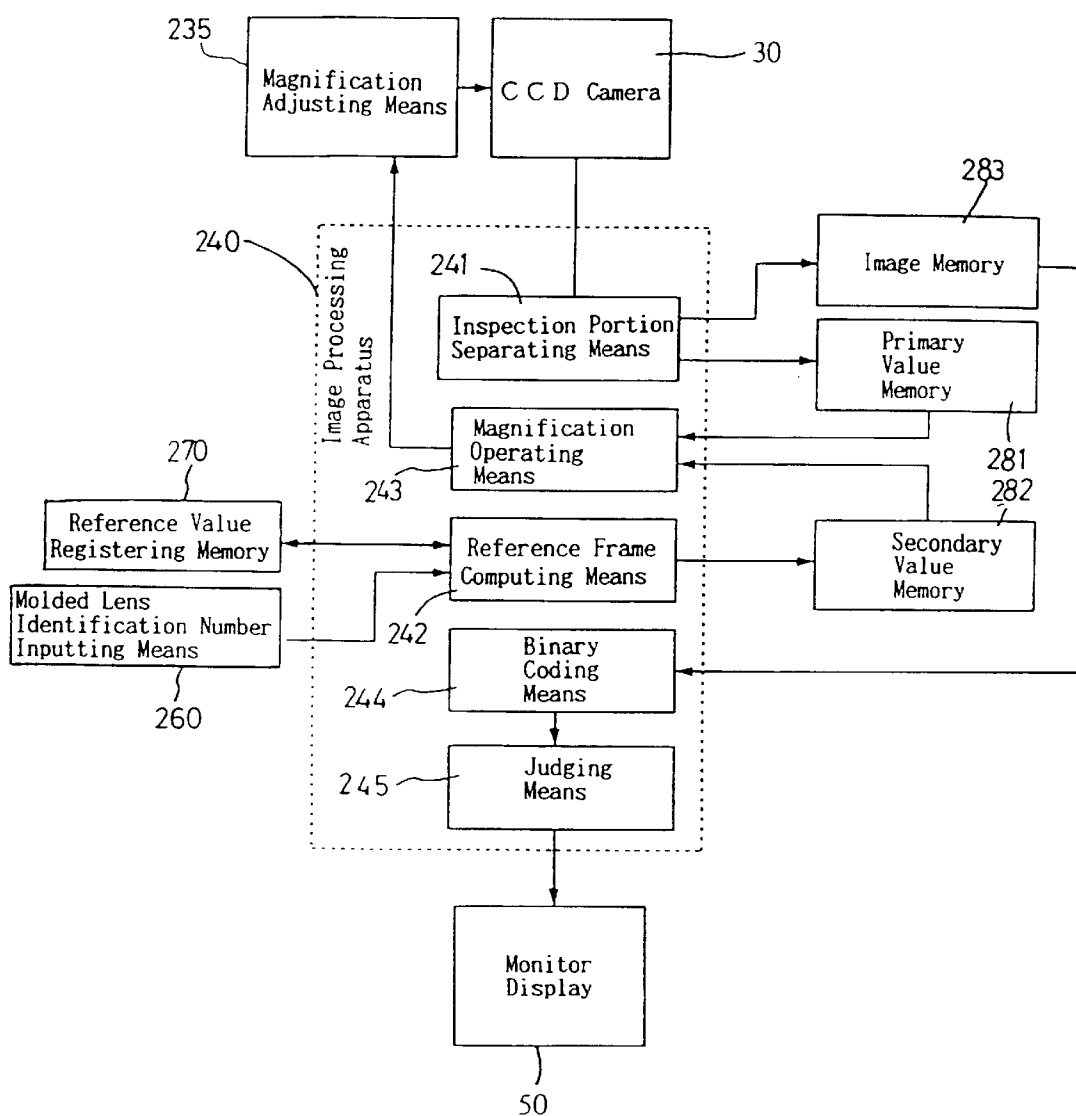 235
Magnification
Adjusting Means
30
CCD Camera
283
Image Memory
240
Image Processing
Apparatus
241
Inspection Portion
Separating Means
Primary
Value
Memory
281
Magnification
Operating
Means
243
282
Secondary
Value
Memory
270
Reference Value
Registering Memory
Reference Frame
Computing Means
242
Molded Lens
Identification Number
Inputting Means
260
Binary
Coding
Means
244
Judging
Means
245
Monitor
Display
50